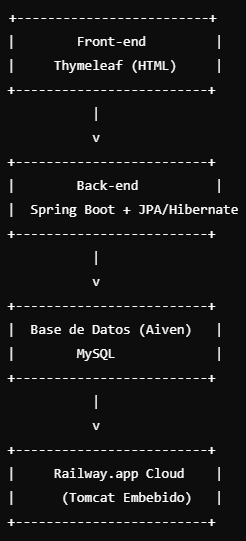 +-------------------------+
|        Front-end         |
|     Thymeleaf (HTML)     |
+-------------------------+
           |
           v
+-------------------------+
|        Back-end          |
|  Spring Boot + JPA/Hibernate
+-------------------------+
           |
           v
+-------------------------+
|  Base de Datos (Aiven)   |
|        MySQL             |
+-------------------------+
           |
           v
+-------------------------+
|     Railway.app Cloud    |
|      (Tomcat Embebido)   |
+-------------------------+